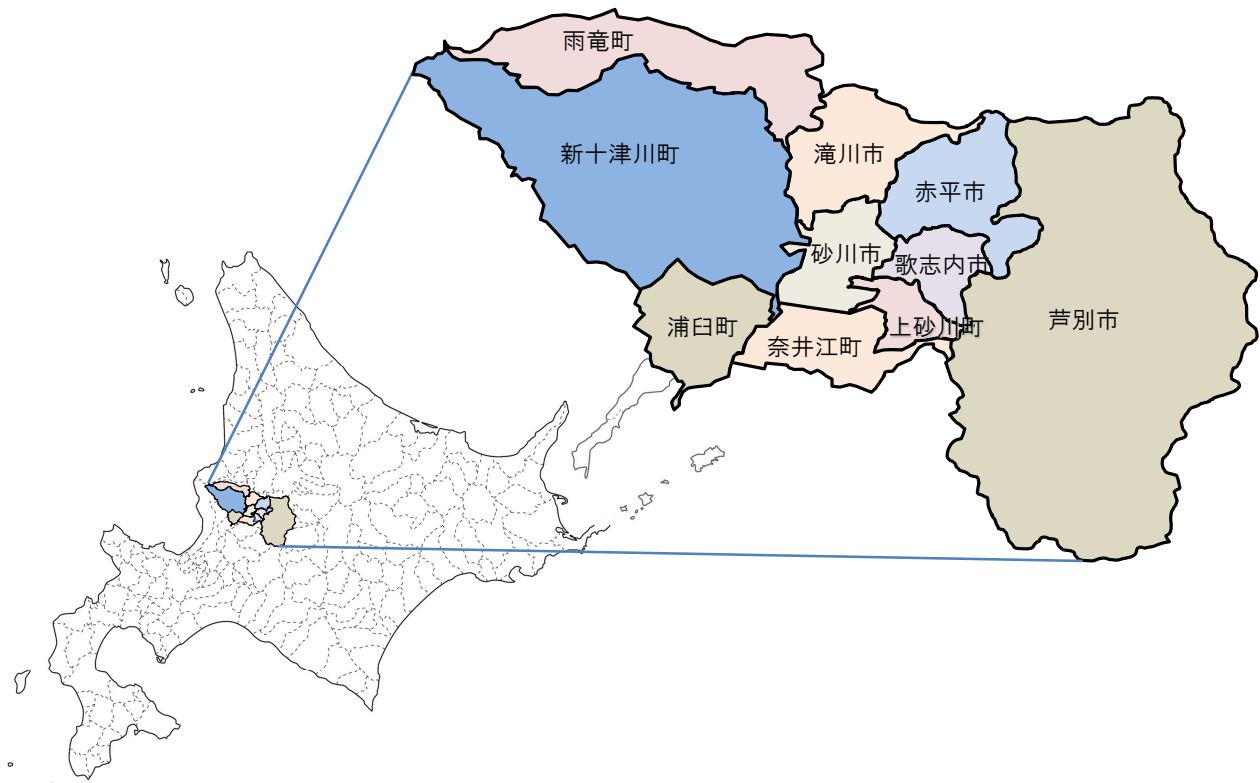 雨竜町
新十津川町
滝川市
赤平市
砂川市
歌志内市
浦臼町
奈井江町
上砂川町
芦別市